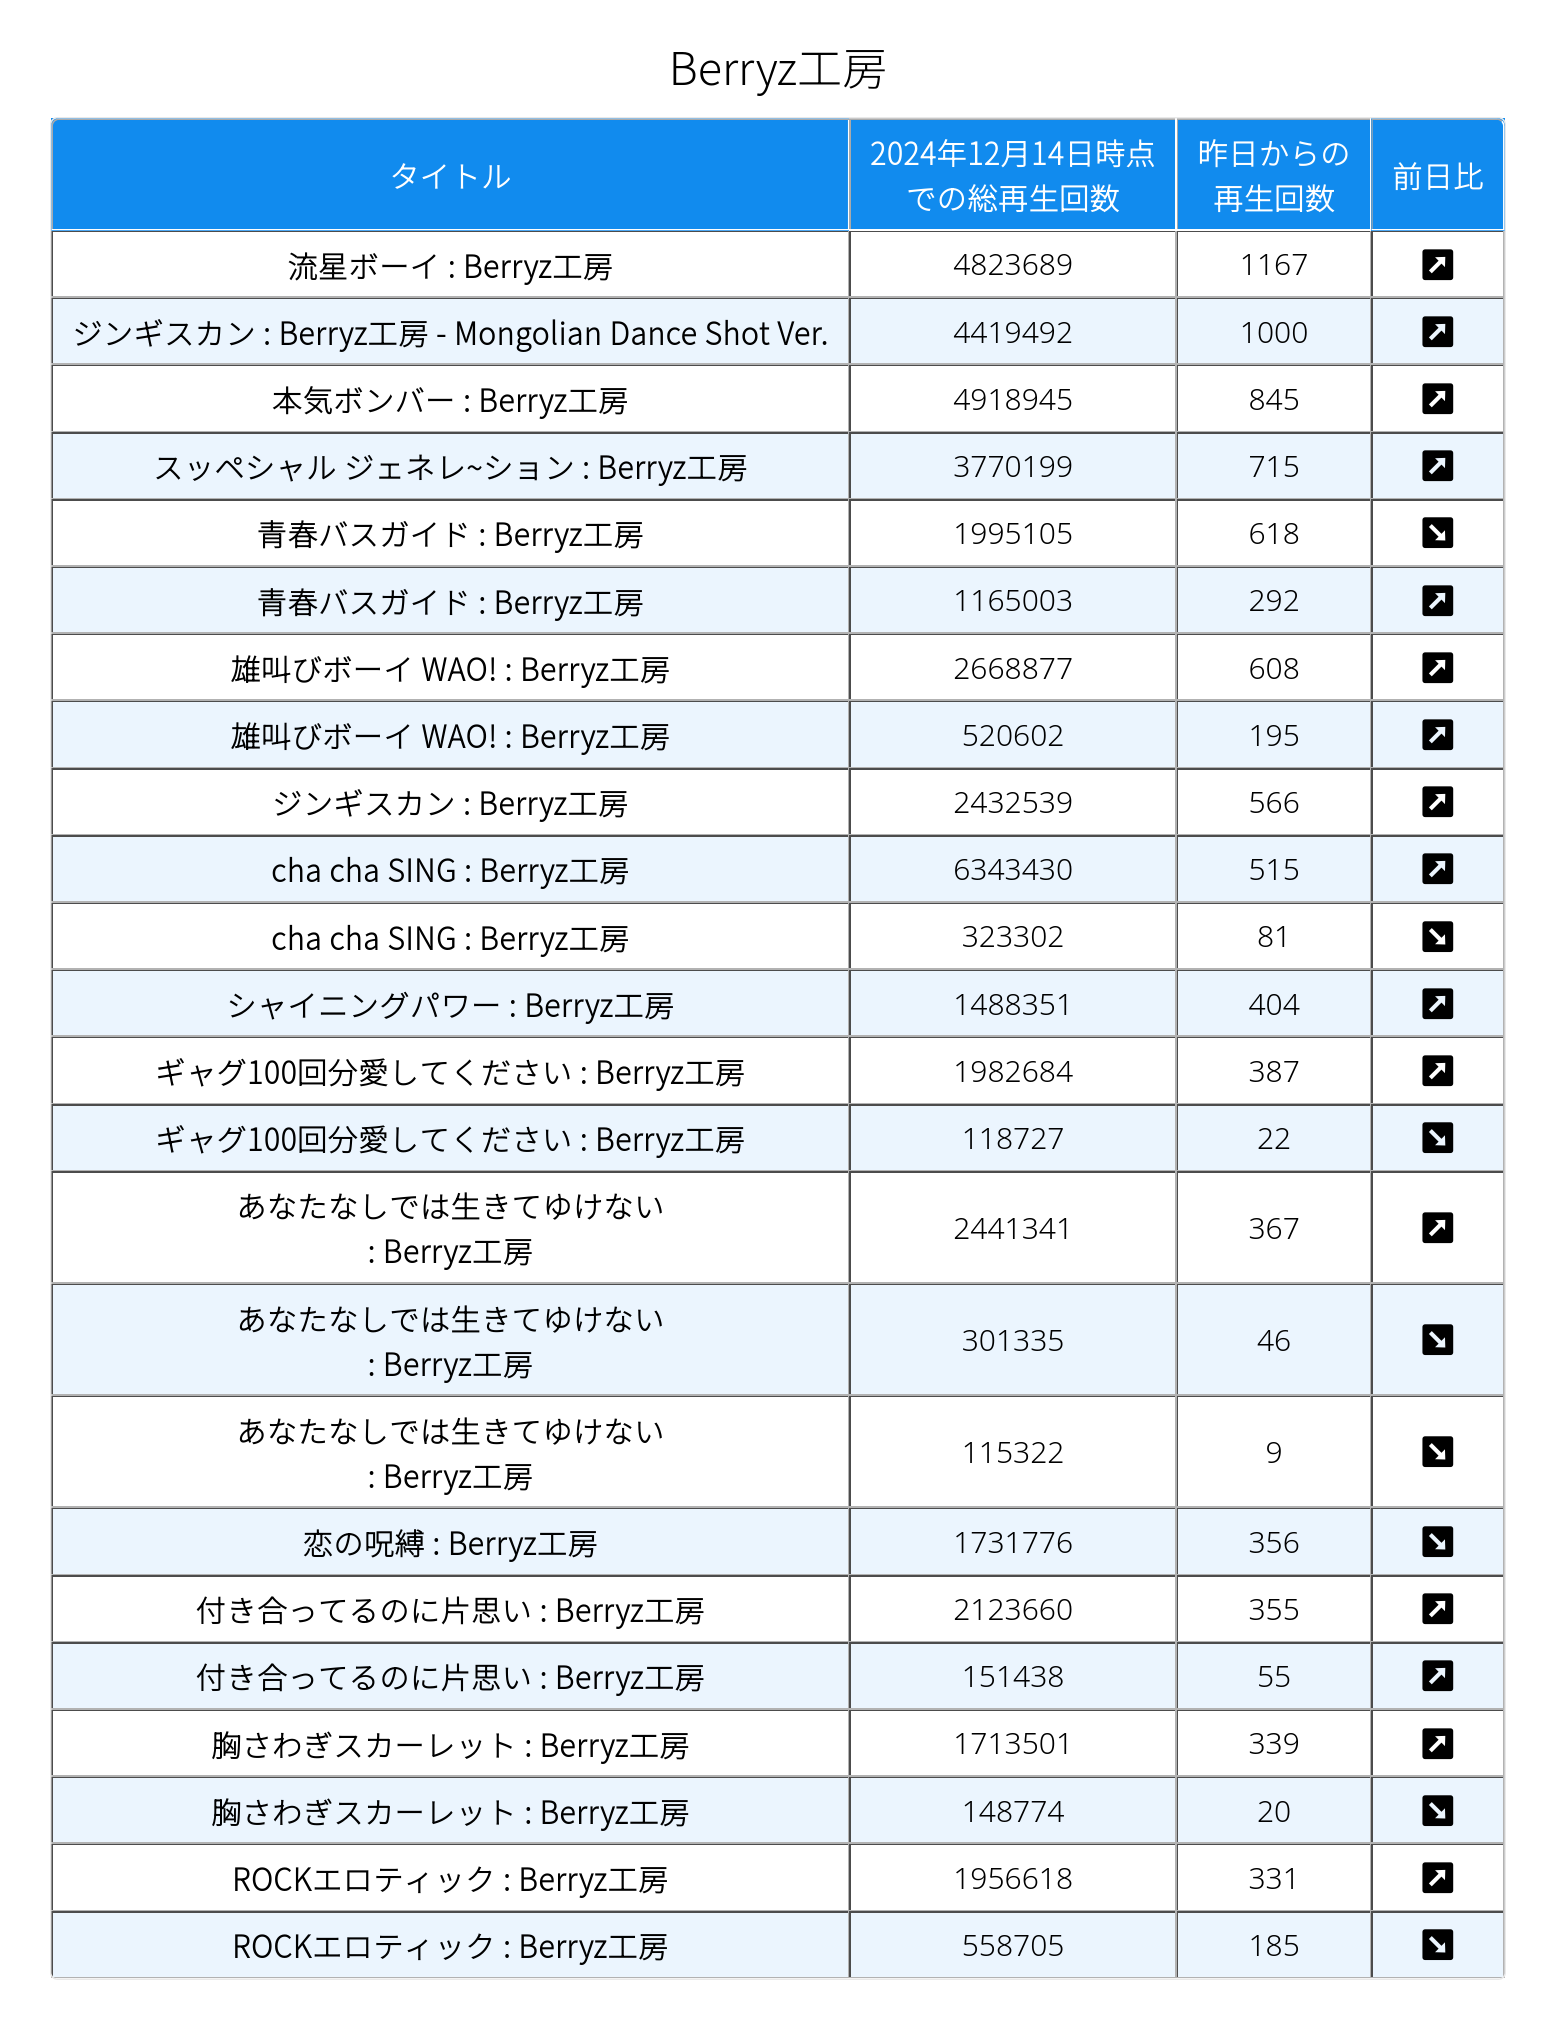 Berryz工房
タイトル 2024年12月14日時点 昨日からの 前日比
での総再生回数 再生回数
流星ボーイ : Berryz工房 4823689 1167 ↗
ジンギスカン : Berryz工房 - Mongolian Dance Shot Ver. 4419492 1000 ↗
本気ボンバー : Berryz工房 4918945 845 ↗
スッペシャル ジェネレ~ション : Berryz工房 3770199 715 ↗
青春バスガイド : Berryz工房 1995105 618 ↘
青春バスガイド : Berryz工房 1165003 292 ↗
雄叫びボーイ WAO! : Berryz工房 2668877 608 ↗
雄叫びボーイ WAO! : Berryz工房 520602 195 ↗
ジンギスカン : Berryz工房 2432539 566 ↗
cha cha SING : Berryz工房 6343430 515 ↗
cha cha SING : Berryz工房 323302 81 ↘
シャイニングパワー : Berryz工房 1488351 404 ↗
ギャグ100回分愛してください : Berryz工房 1982684 387 ↗
ギャグ100回分愛してください : Berryz工房 118727 22 ↘
あなたなしでは生きてゆけない
: Berryz工房 2441341 367 ↗
あなたなしでは生きてゆけない
: Berryz工房 301335 46 ↘
あなたなしでは生きてゆけない
: Berryz工房 115322 9 ↘
恋の呪縛 : Berryz工房 1731776 356 ↘
付き合ってるのに片思い : Berryz工房 2123660 355 ↗
付き合ってるのに片思い : Berryz工房 151438 55 ↗
胸さわぎスカーレット : Berryz工房 1713501 339 ↗
胸さわぎスカーレット : Berryz工房 148774 20 ↘
ROCKエロティック : Berryz工房 1956618 331 ↗
ROCKエロティック : Berryz工房 558705 185 ↘